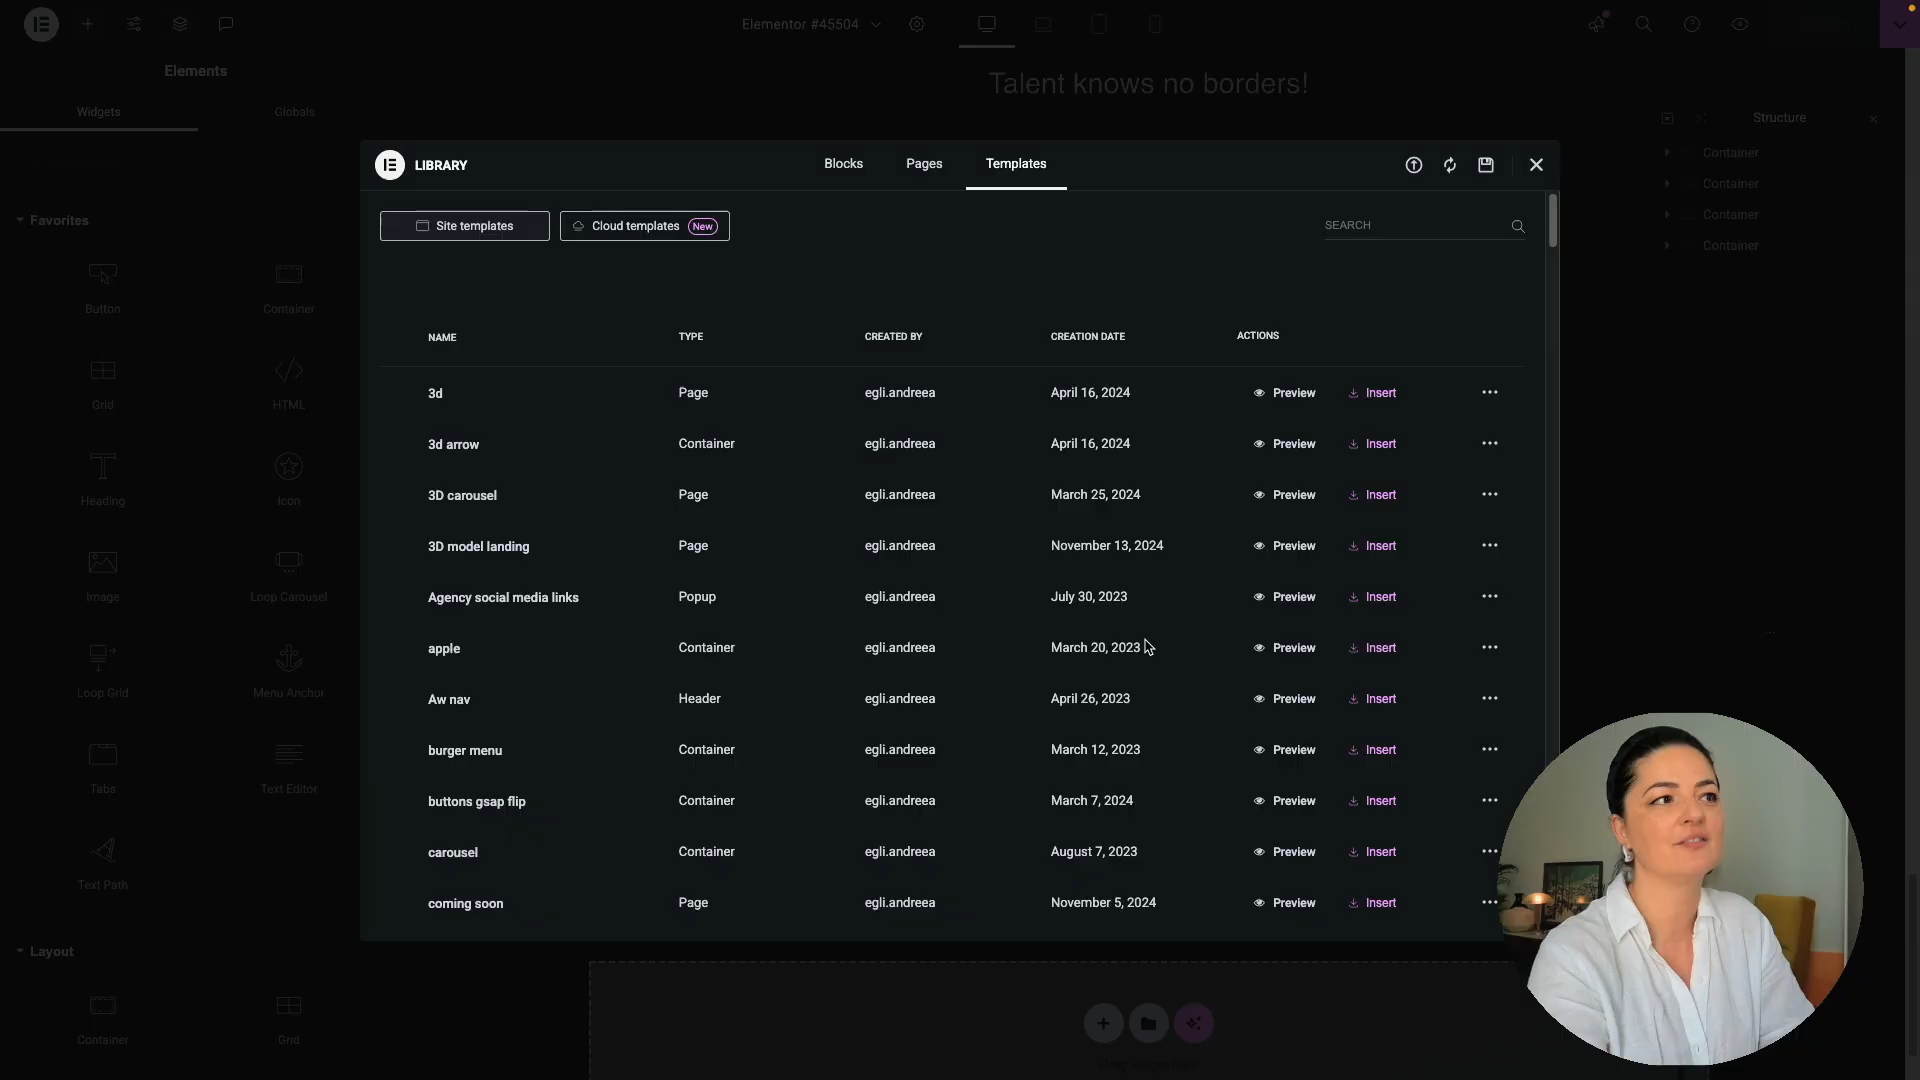 Elementor #45504
Elements
Talent knows no borders!
Widgets
Globals
Structure
Container
Container
Container
Container
LIBRARY
Blocks
Pages
Templates
Site templates
Cloud templates New
SEARCH
Favorites
Button
Container
Grid
HTML
Heading
Icon
Image
Loop Carousel
Loop Grid
Menu Anchor
Tabs
Text Editor
Text Path
Layout
Container
Grid
NAME TYPE CREATED BY CREATION DATE ACTIONS
3d Page egli.andreea April 16, 2024 Preview Insert
3d arrow Container egli.andreea April 16, 2024 Preview Insert
3D carousel Page egli.andreea March 25, 2024 Preview Insert
3D model landing Page egli.andreea November 13, 2024 Preview Insert
Agency social media links Popup egli.andreea July 30, 2023 Preview Insert
apple Container egli.andreea March 20, 2023 Preview Insert
Aw nav Header egli.andreea April 26, 2023 Preview Insert
burger menu Container egli.andreea March 12, 2023 Preview Insert
buttons gsap flip Container egli.andreea March 7, 2024 Preview Insert
carousel Container egli.andreea August 7, 2023 Preview Insert
coming soon Page egli.andreea November 5, 2024 Preview Insert